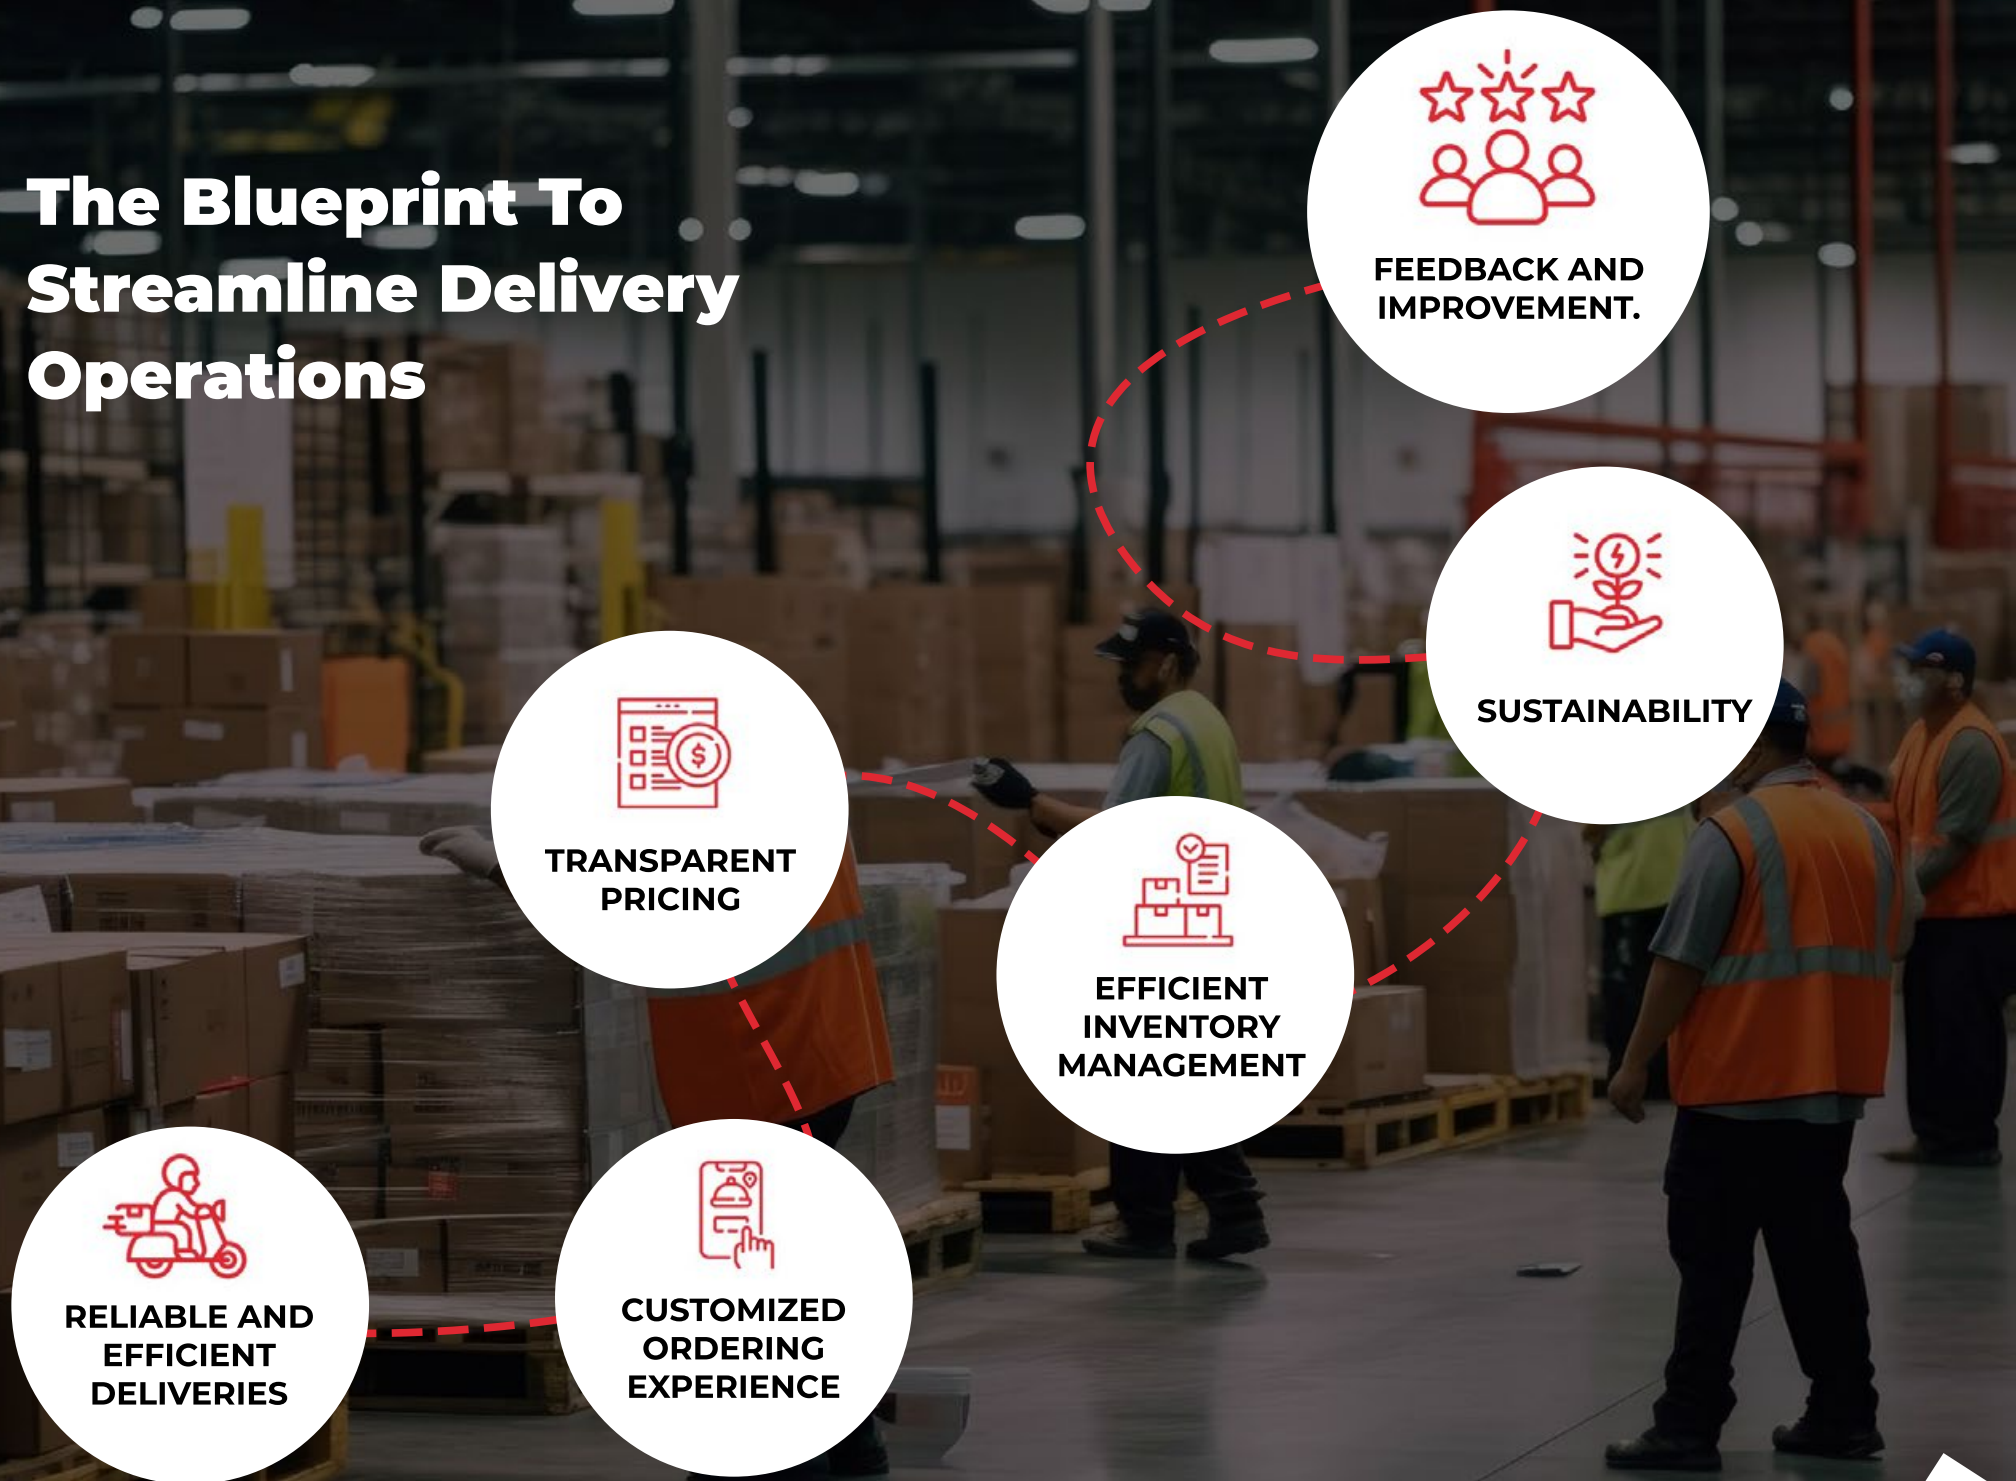 The Blueprint To
Streamline Delivery
Operations
FEEDBACK AND
IMPROVEMENT.
SUSTAINABILITY
TRANSPARENT
PRICING
EFFICIENT
INVENTORY
MANAGEMENT
RELIABLE AND
EFFICIENT
DELIVERIES
CUSTOMIZED
ORDERING
EXPERIENCE